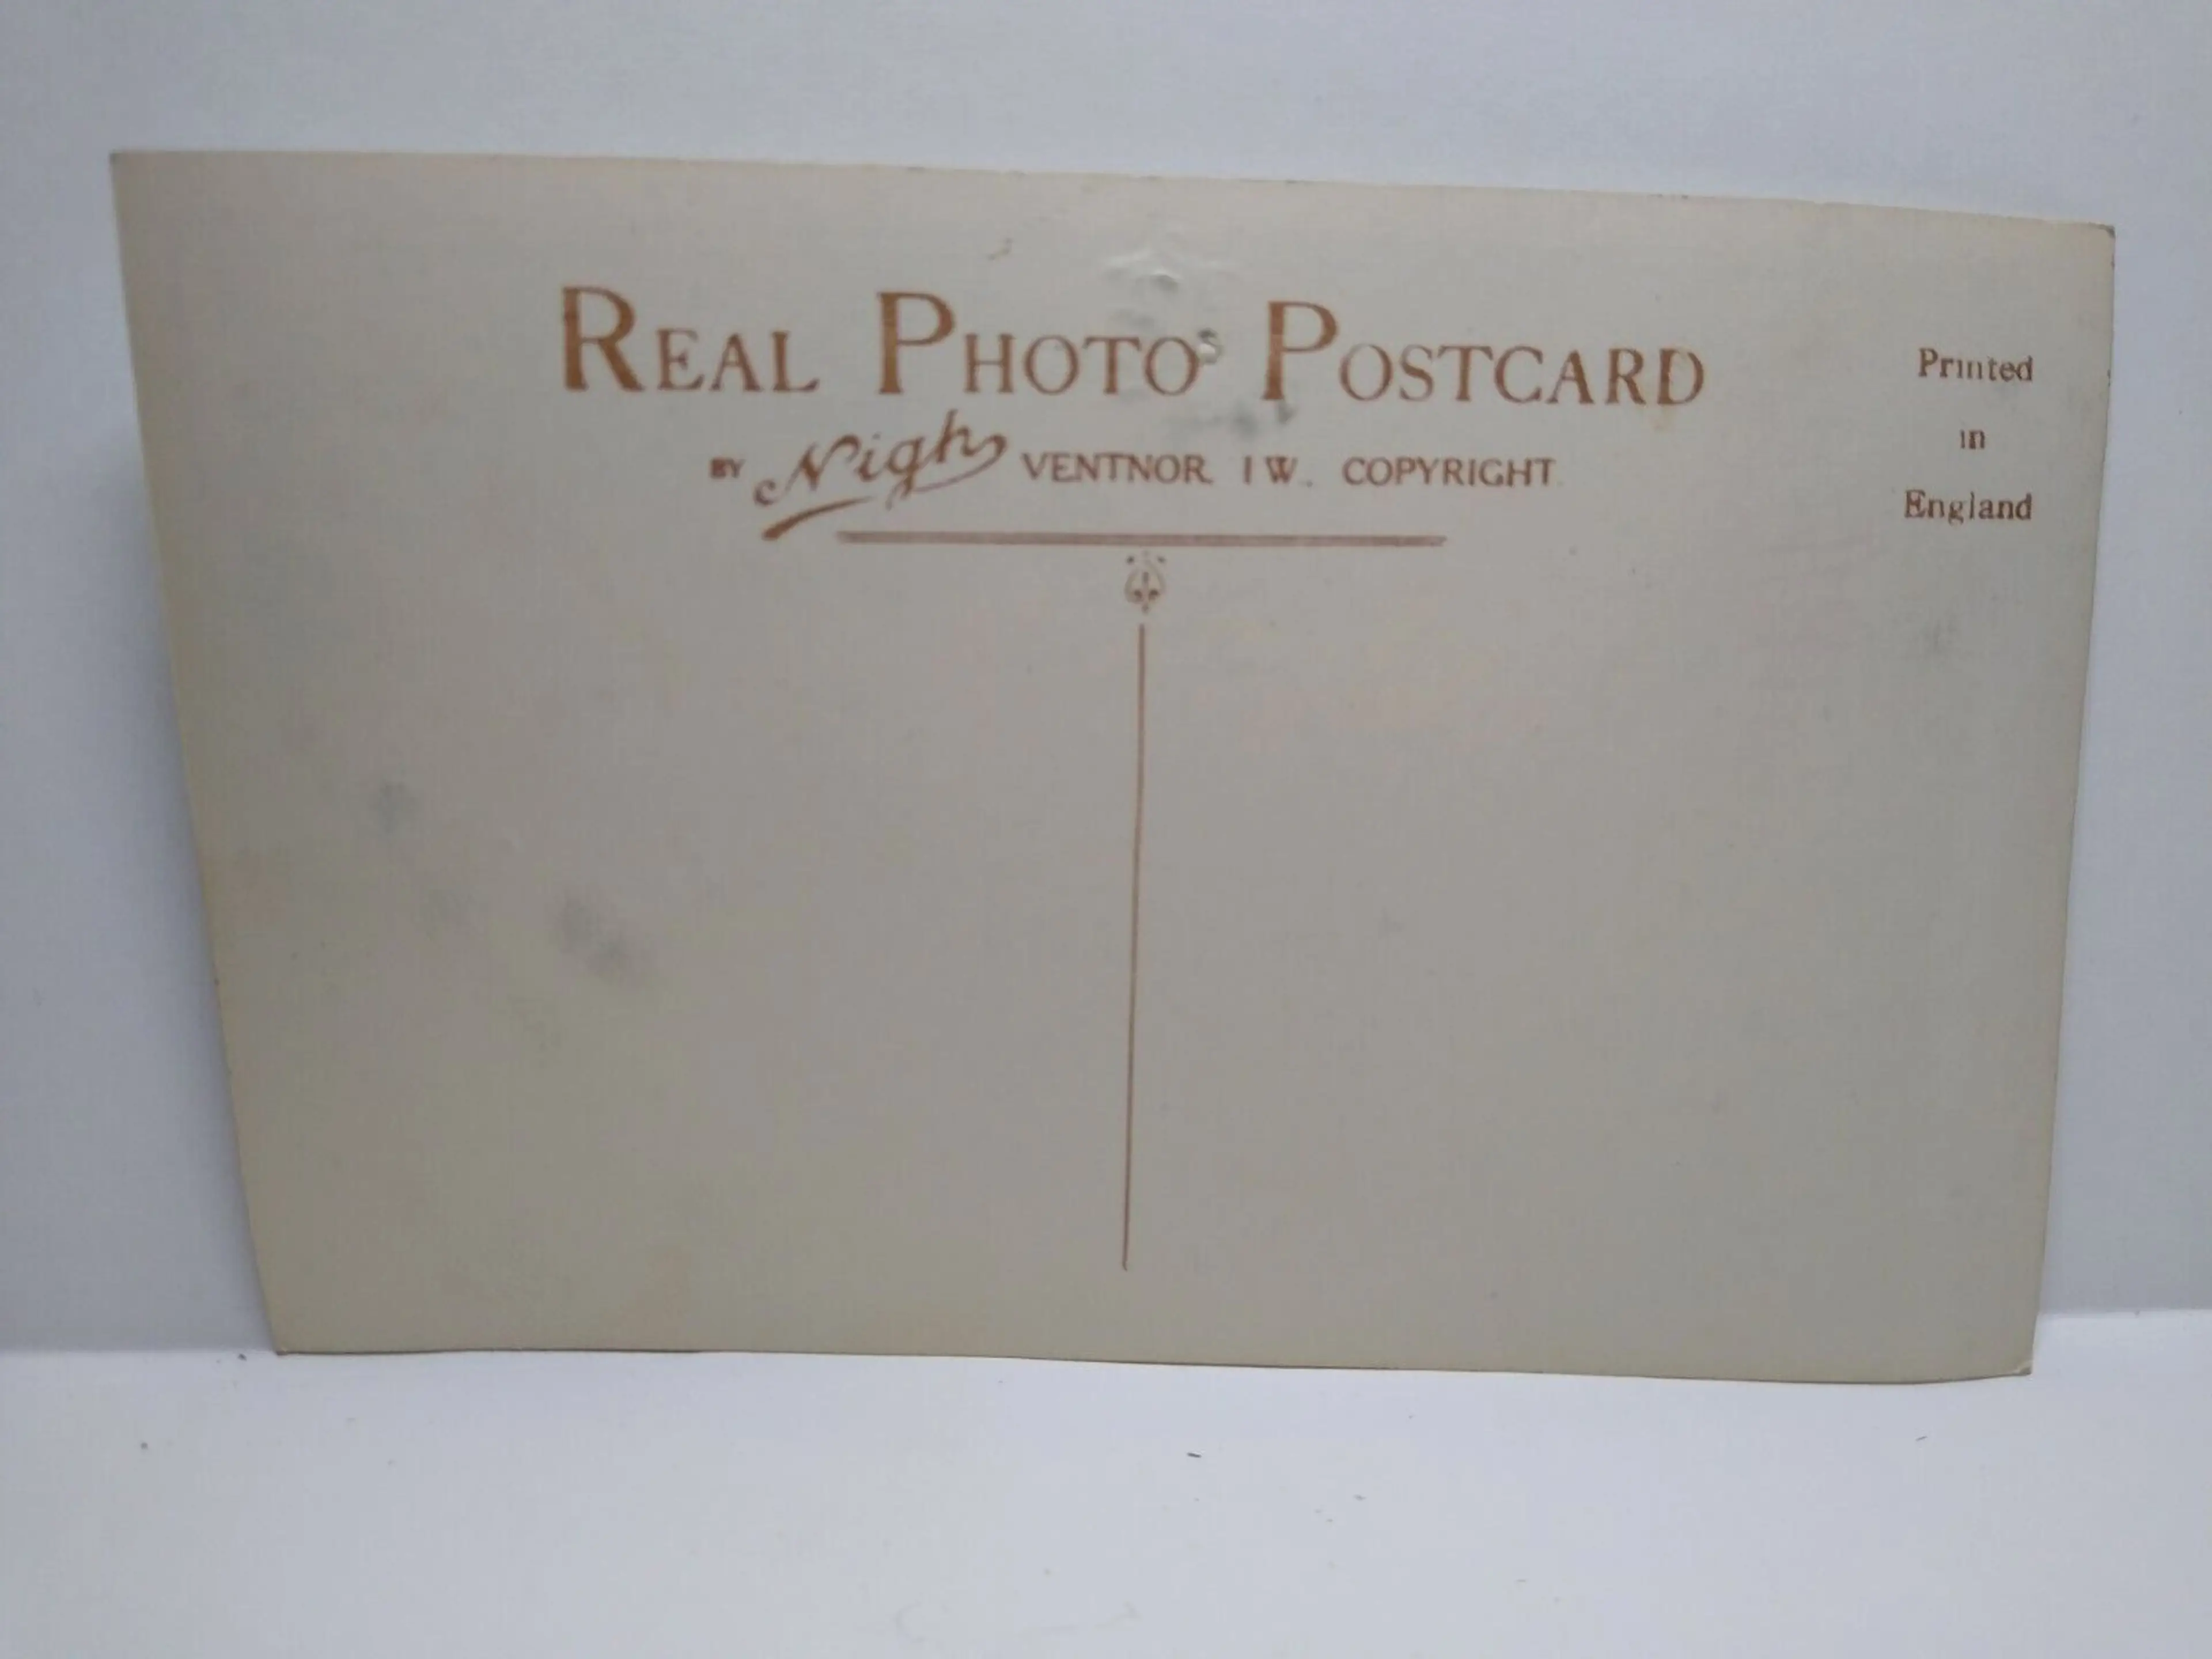 REAL PHOTO POSTCARD
BY Nigh VENTNOR I W. COPYRIGHT.
Printed
in
England